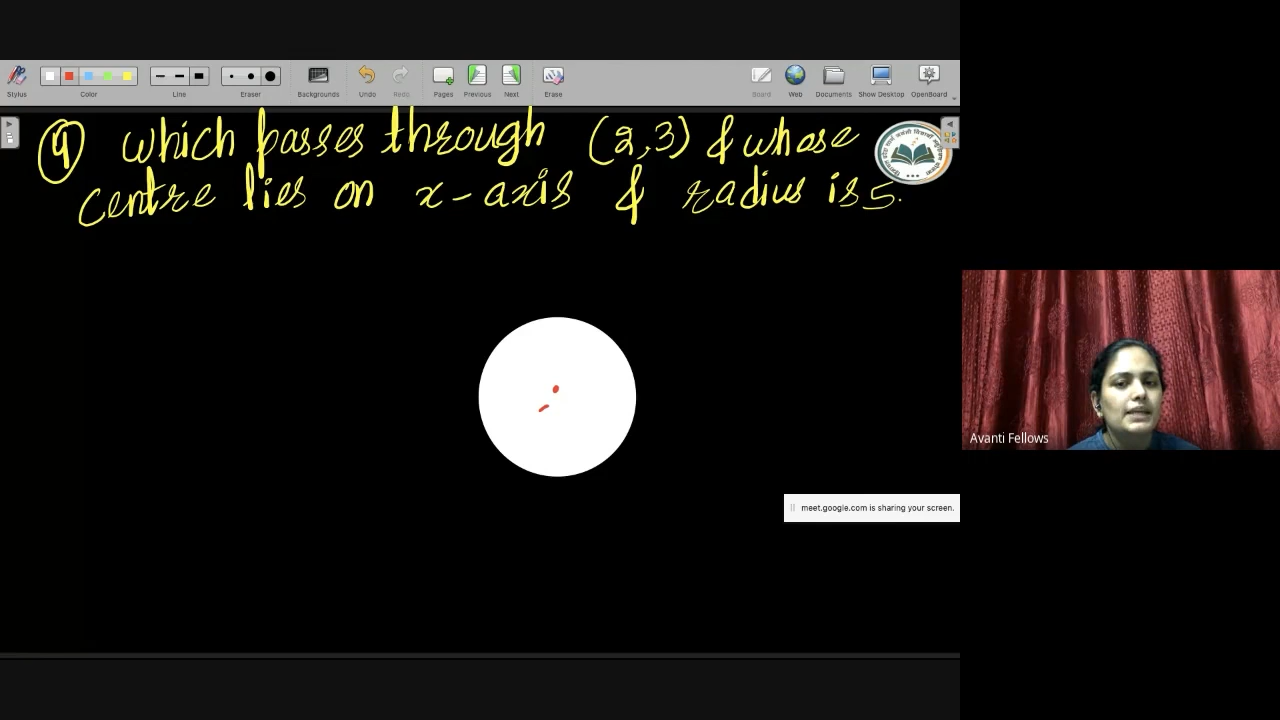 Stylus
Color
Line
Eraser
Backgrounds
Undo
Redo
Pages
Previous
Next
Erase
Board
Web
Documents
Show Desktop
OpenBoard
9 which passes through (2,3) & whose
centre lies on x-axis & radius is 5.
Avanti Fellows
meet.google.com is sharing your screen.